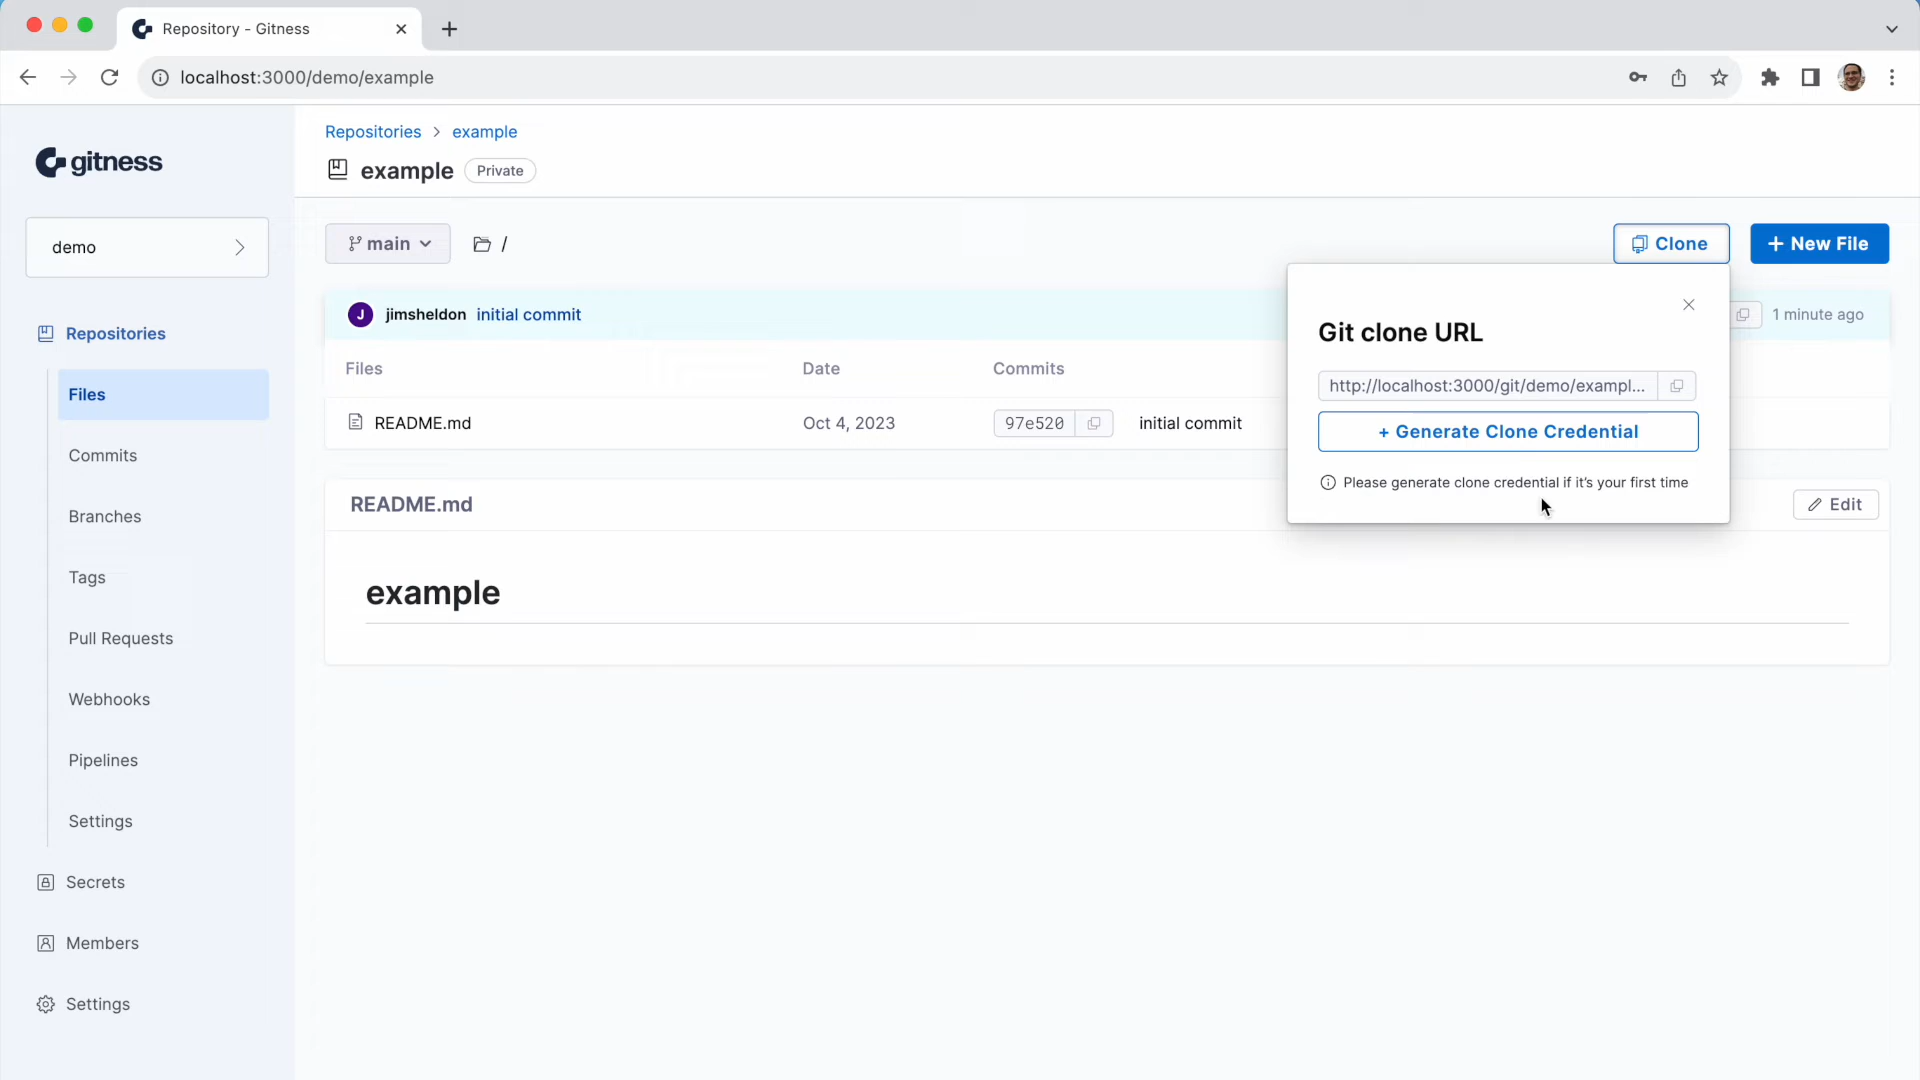 Repository - Gitness
localhost:3000/demo/example
gitness
Repositories > example
example Private
demo
main /
Clone + New File
J jimsheldon initial commit 1 minute ago
Files Date Commits
README.md Oct 4, 2023 97e520 initial commit
Git clone URL
http://localhost:3000/git/demo/exampl...
+ Generate Clone Credential
Please generate clone credential if it's your first time
README.md Edit
example
Repositories
Files
Commits
Branches
Tags
Pull Requests
Webhooks
Pipelines
Settings
Secrets
Members
Settings